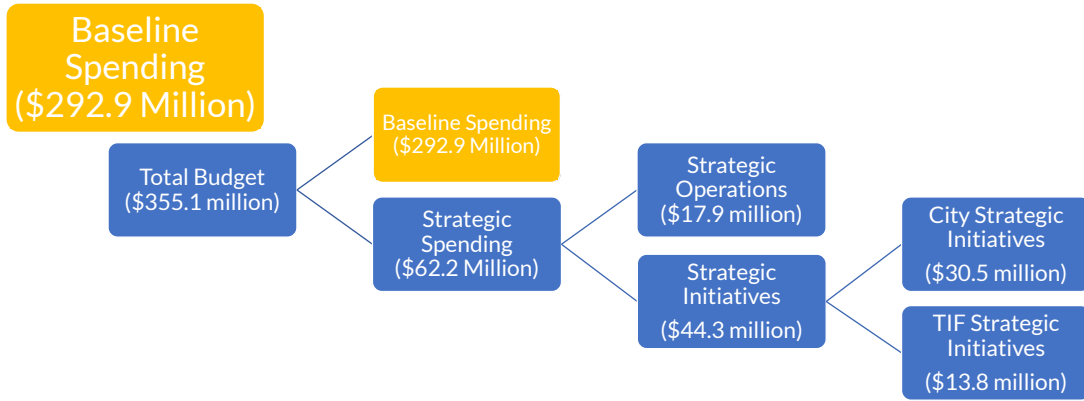 Baseline
Spending
($292.9 Million)
Baseline Spending
($292.9 Million)
Total Budget
($355.1 million)
Strategic
Spending
($62.2 Million)
Strategic
Operations
($17.9 million)
Strategic
Initiatives
($44.3 million)
City Strategic
Initiatives
($30.5 million)
TIF Strategic
Initiatives
($13.8 million)